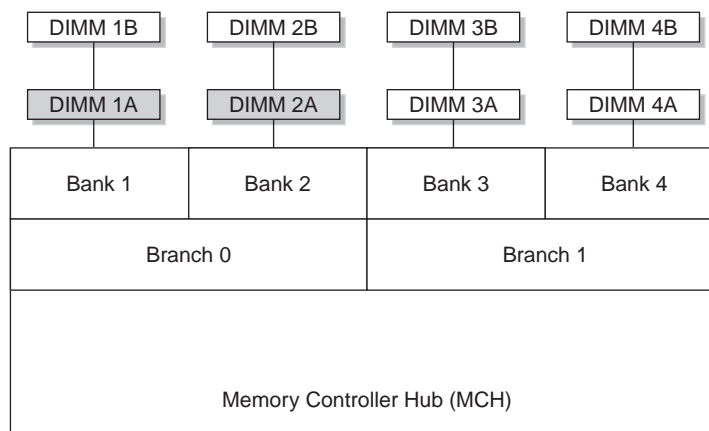 DIMM 1B DIMM 2B DIMM 3B DIMM 4B
DIMM 1A DIMM 2A DIMM 3A DIMM 4A
Bank 1 Bank 2 Bank 3 Bank 4
Branch 0 Branch 1
Memory Controller Hub (MCH)